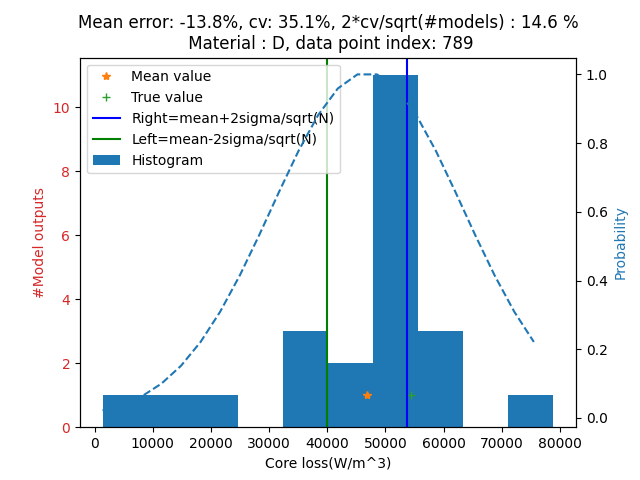 Mean error: -13.8%, cv: 35.1%, 2*cv/sqrt(#models) : 14.6 %
Material : D, data point index: 789
Mean value
True value
Right=mean+2sigma/sqrt(N)
Left=mean-2sigma/sqrt(N)
Histogram
#Model outputs
10
8
6
4
2
0
1.0
0.8
0.6
0.4
0.2
0.0
Probability
0 10000 20000 30000 40000 50000 60000 70000 80000
Core loss(W/m^3)